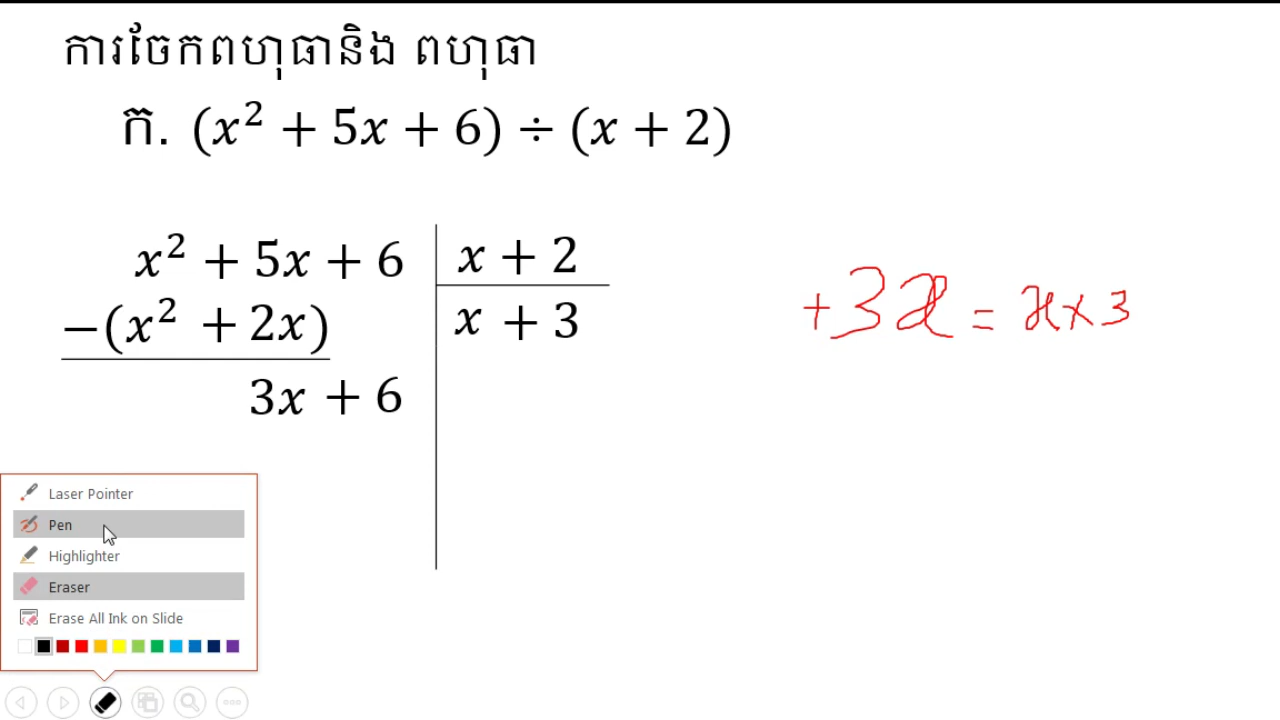 ការចែកពហុធានិង ពហុធា
ក. (x² + 5x + 6) ÷ (x + 2)
x² + 5x + 6
x + 2
−(x² + 2x)
x + 3
3x + 6
+3x = x × 3
Laser Pointer
Pen
Highlighter
Eraser
Erase All Ink on Slide